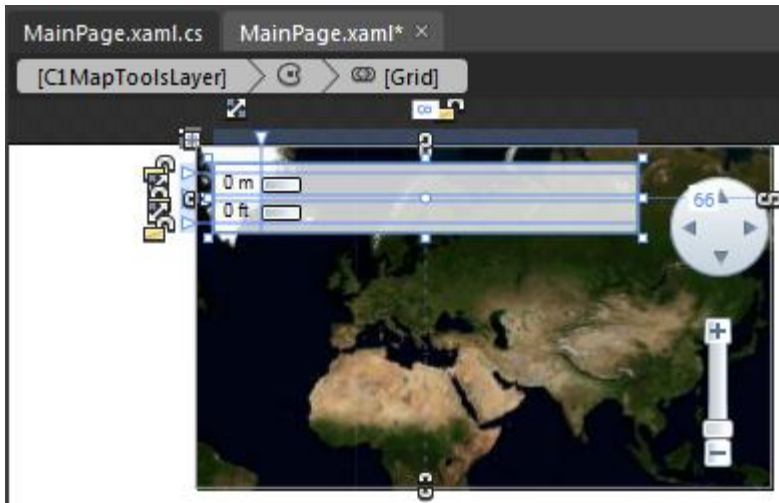 MainPage.xaml.cs MainPage.xaml* ×
[C1MapToolsLayer] [Grid]
0 m
66
0 ft